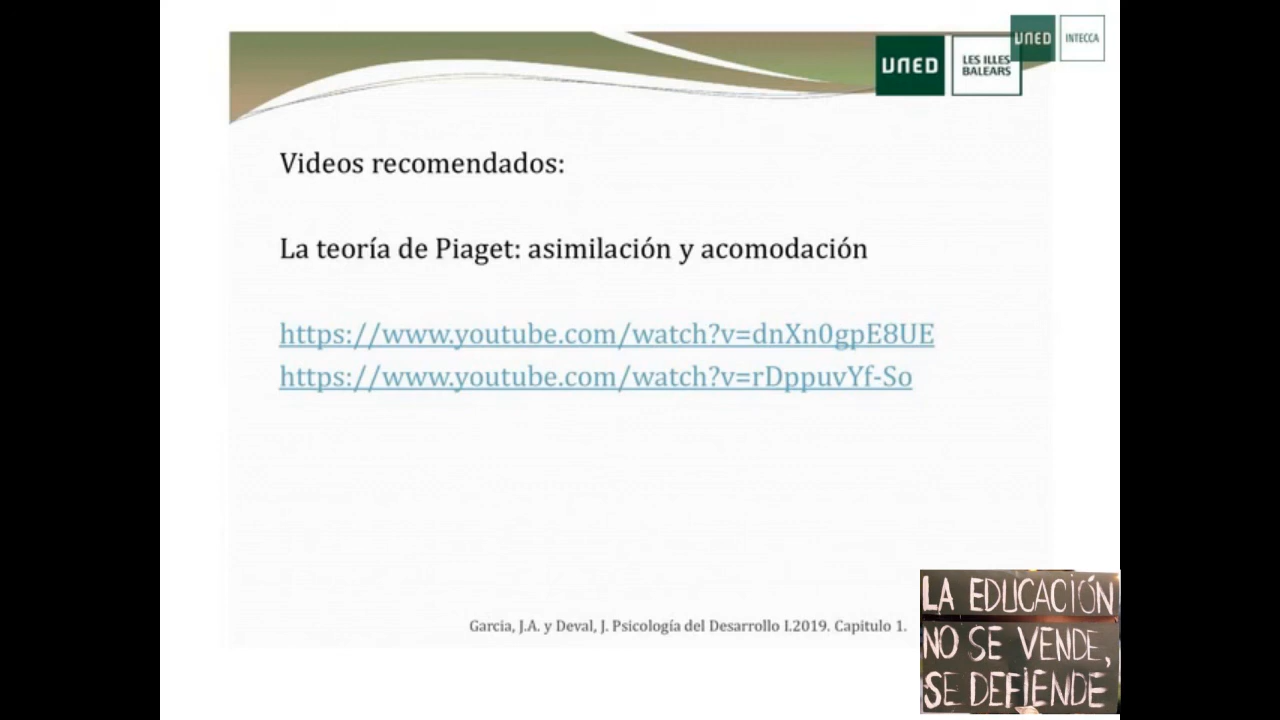 UNED
INTECCA
UNED
LES ILLES
BALEARS
Videos recomendados:
La teoría de Piaget: asimilación y acomodación
https://www.youtube.com/watch?v=dnXn0gpE8UE
https://www.youtube.com/watch?v=rDppuvYf-So
Garcia, J.A. y Deval, J. Psicología del Desarrollo I.2019. Capitulo 1.
LA EDUCACIÓN
NO SE VENDE,
SE DEFIENDE